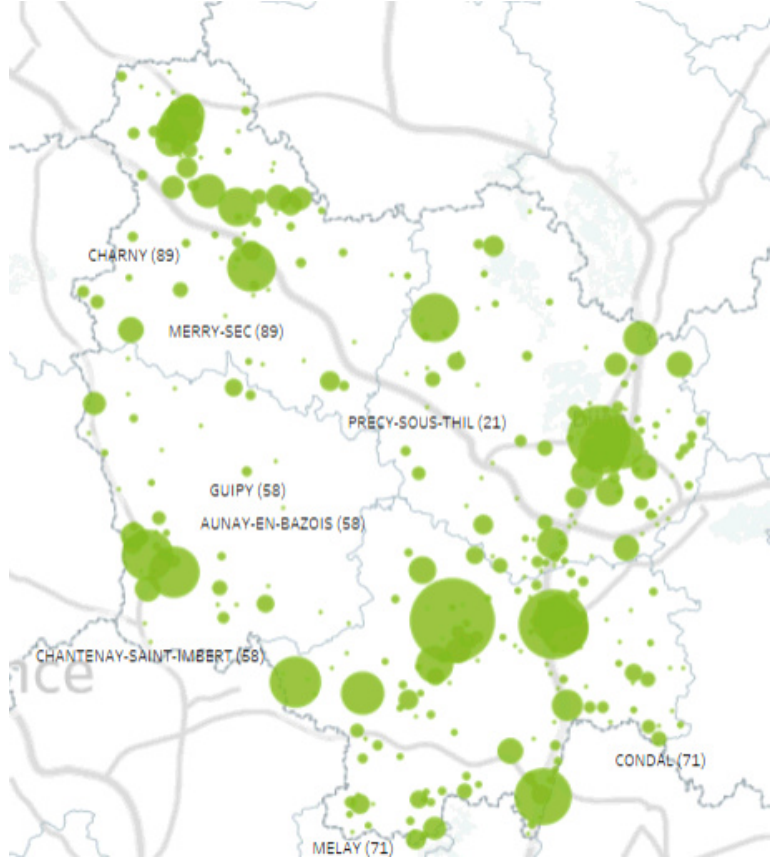 CHARNY (89)
MERRY-SEC (89)
PRECY-SOUS-THIL (21)
GUIPY (58)
AUNAY-EN-BAZOIS (58)
CHANTENAY-SAINT-IMBERT (58)
nce
CONDAL (71)
MELAY (71)